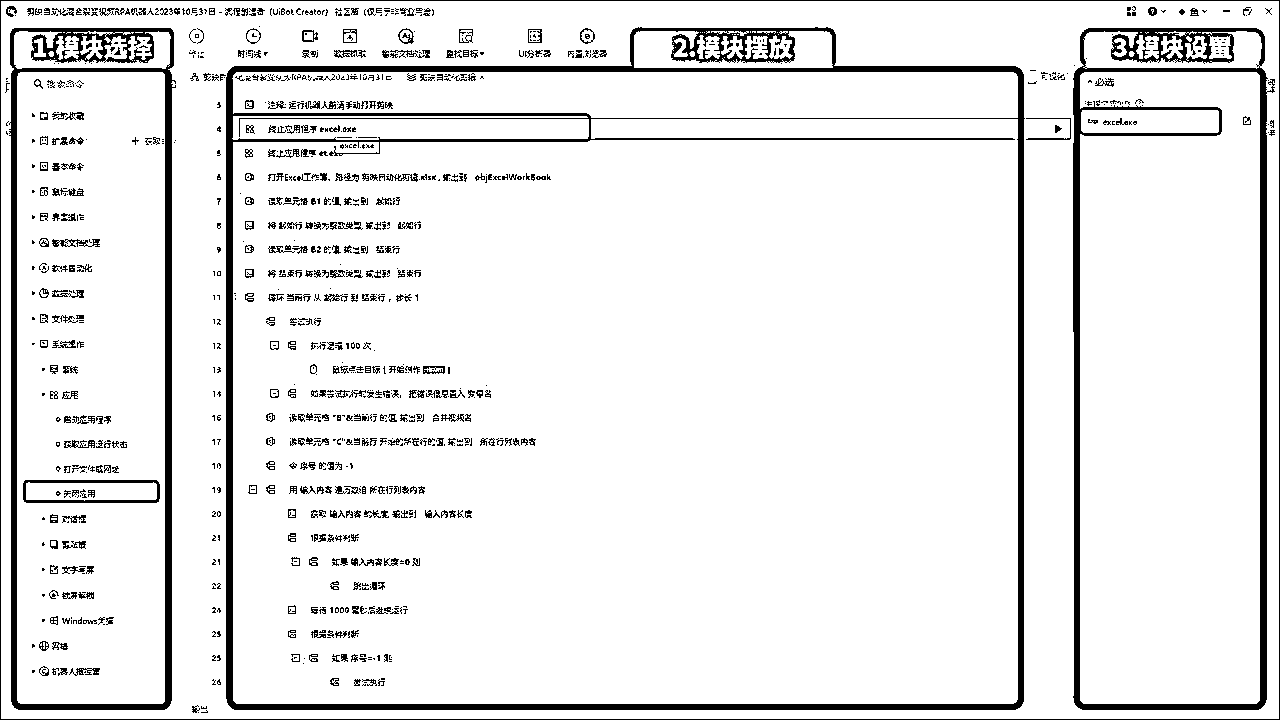 剪映自动化混合裂变视频RPA机器人2023年10月31日 - 流程创造者 (UiBot Creator) 社区版 (仅用于非商业用途)
1.模块选择
2.模块摆放
3.模块设置
停止
时间线
录制
数据抓取
智能文档处理
查找目标
UI分析器
内置浏览器
搜索命令
我的收藏
扩展命令
+ 获取
基本命令
鼠标键盘
界面操作
智能文档处理
软件自动化
数据处理
文件处理
系统操作
系统
应用
启动应用程序
获取应用运行状态
打开文件或网址
关闭应用
对话框
剪贴板
文字写屏
锁屏解锁
Windows关机
网络
机器人指挥官
剪映自动化混合裂变视频RPA机器人2023年10月31日
剪映自动化剪辑 ×
可视化
3 注释: 运行机器人前请手动打开剪映
4 终止应用程序 excel.exe
excel.exe
5 终止应用程序 et.exe
6 打开Excel工作簿, 路径为 剪映自动化剪辑.xlsx , 输出到 objExcelWorkBook
7 读取单元格 B1 的值, 输出到 起始行
8 将 起始行 转换为整数类型, 输出到 起始行
9 读取单元格 B2 的值, 输出到 结束行
10 将 结束行 转换为整数类型, 输出到 结束行
11 循环 当前行 从 起始行 到 结束行 , 步长 1
12 尝试执行
12 执行逻辑 100 次
13 鼠标点击目标 [ 开始创作 ]
14 如果尝试执行时发生错误, 把错误信息置入 变量名
16 读取单元格 "B"&当前行 的值, 输出到 合并视频名
17 读取单元格 "C"&当前行 开始的所在行的值, 输出到 所在行列表内容
18 令 序号 的值为 -1
19 用 输入内容 遍历数组 所在行列表内容
20 获取 输入内容 的长度, 输出到 输入内容长度
21 根据条件判断
21 如果 输入内容长度=0 则
22 跳出循环
24 等待 1000 毫秒后继续运行
25 根据条件判断
25 如果 序号=-1 则
26 尝试执行
输出
必选
excel.exe